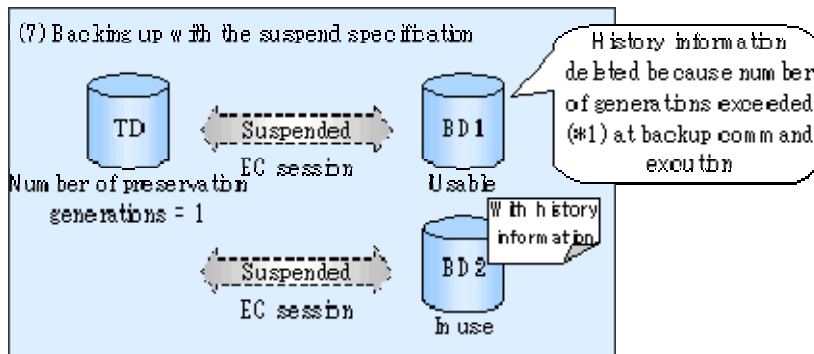 (7) Backing up with the suspend specification
History information
deleted because number
of generations exceeded
(*1) at backup command
excution
TD
Suspended
BD1
EC session
Number of preservation
generations = 1
Usable
With history
information
Suspended
BD2
EC session
In use